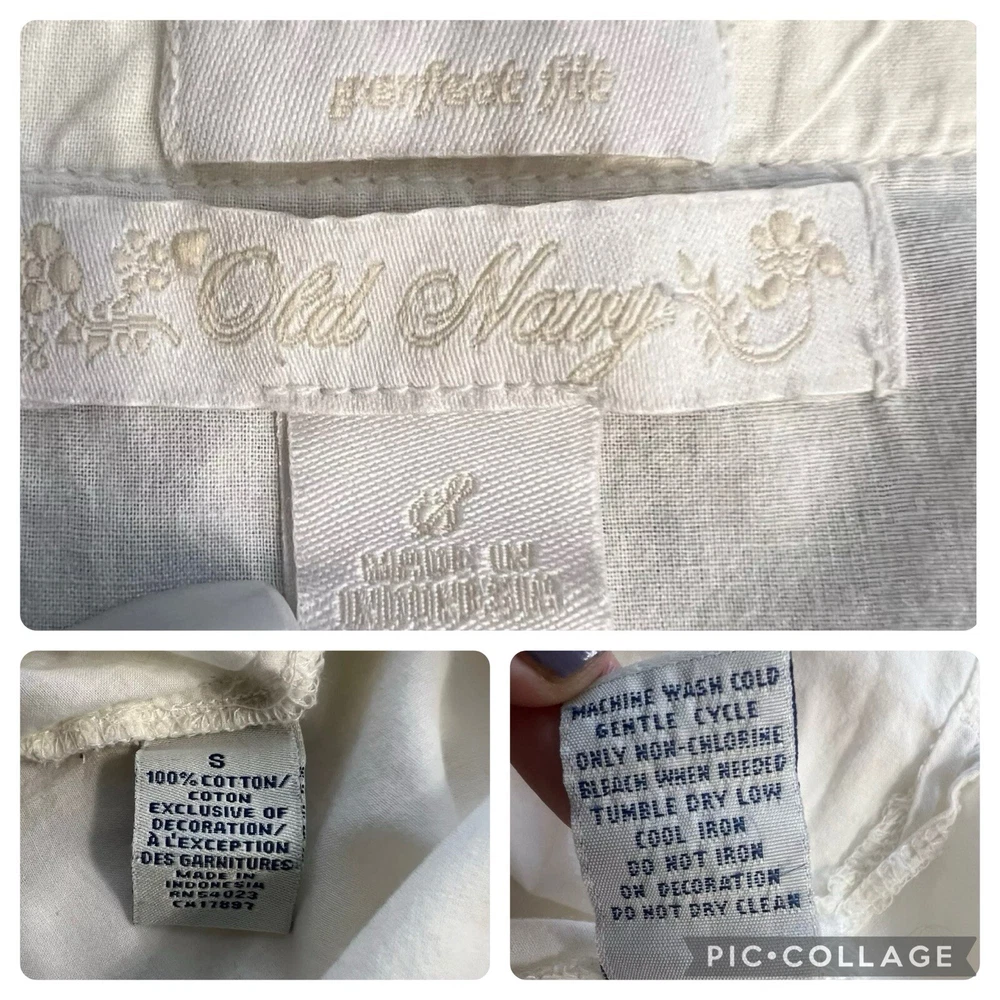 perfect fit
Old Navy
S
MADE IN
INDONESIA
S
100% COTTON/
COTON
EXCLUSIVE OF
DECORATION/
À L'EXCEPTION
DES GARNITURES
MADE IN
INDONESIA
RN 54023
CA17897
MACHINE WASH COLD
GENTLE CYCLE
ONLY NON-CHLORINE
BLEACH WHEN NEEDED
TUMBLE DRY LOW
COOL IRON
DO NOT IRON
ON DECORATION
DO NOT DRY CLEAN
PIC•COLLAGE